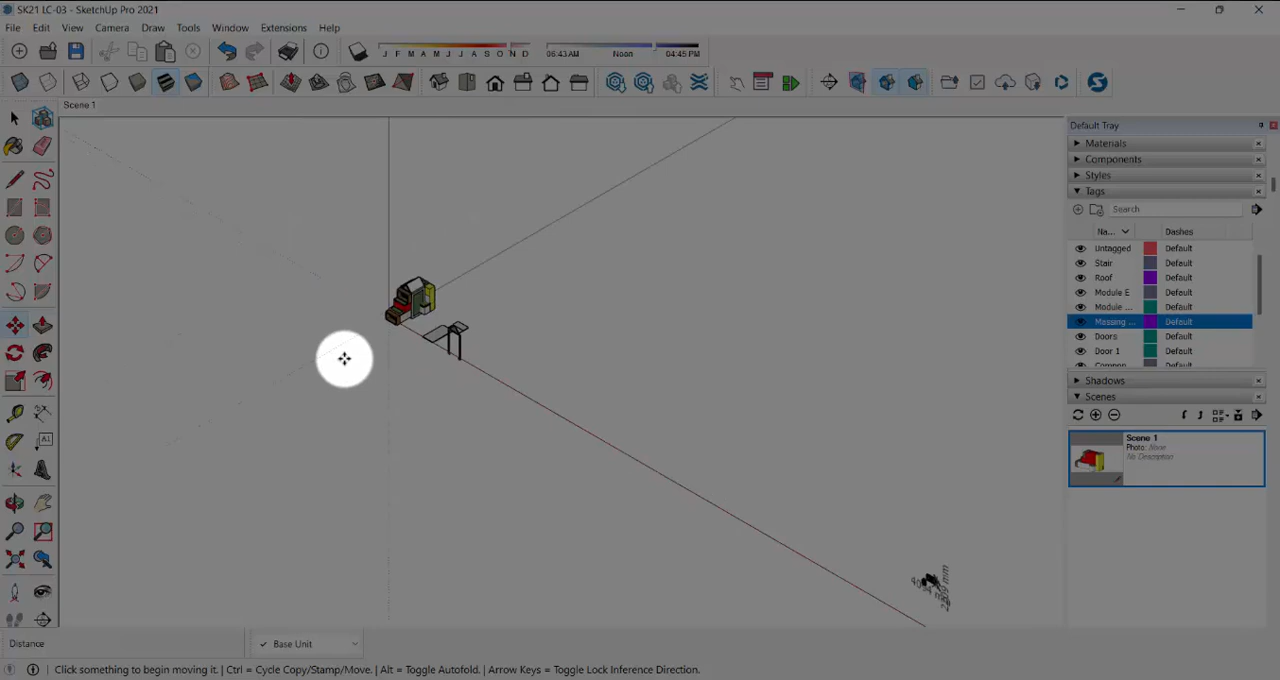 SK21 LC-03 - SketchUp Pro 2021
File Edit View Camera Draw Tools Window Extensions Help
J F M A M J J A S O N D 06:43 AM Noon 04:45 PM
Scene 1
Default Tray
Materials
Components
Styles
Tags
Search
Na... Dashes
Untagged Default
Stair Default
Roof Default
Module E Default
Module ... Default
Massing ... Default
Doors Default
Door 1 Default
Shadows
Scenes
Scene 1
Photo: None
No Description
A1
Distance
Base Unit
Click something to begin moving it. | Ctrl = Cycle Copy/Stamp/Move. | Alt = Toggle Autofold. | Arrow Keys = Toggle Lock Inference Direction.